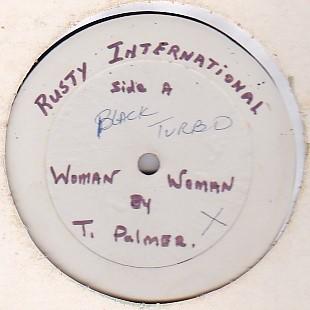 RUSTY INTERNATIONAL
Side A
BLACK TURBO
WOMAN WOMAN
BY
T. Palmer. X